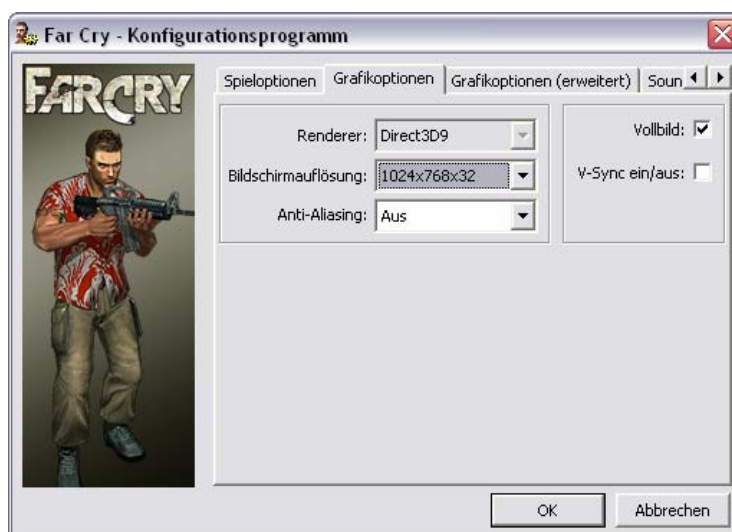 Far Cry - Konfigurationsprogramm
FARCRY
Spieloptionen
Grafikoptionen
Grafikoptionen (erweitert)
Soun
Renderer: Direct3D9
Bildschirmauflösung: 1024x768x32
Anti-Aliasing: Aus
Vollbild:
V-Sync ein/aus:
OK
Abbrechen